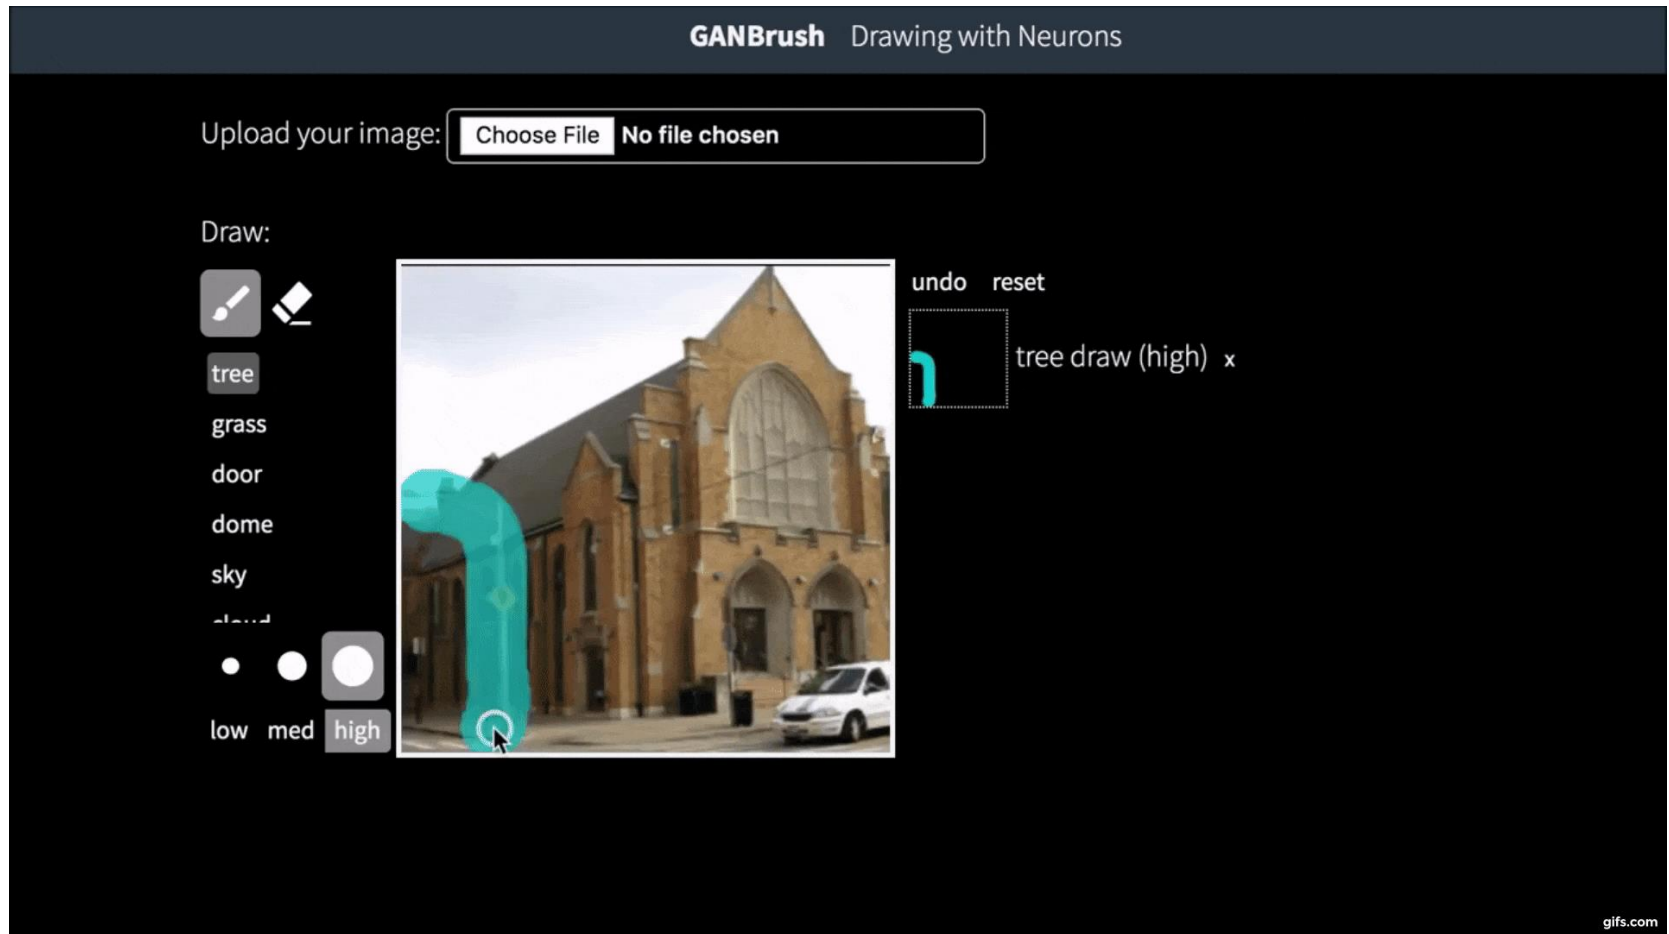 GANBrush Drawing with Neurons
Upload your image: Choose File No file chosen
Draw:
undo reset
tree draw (high) x
tree
grass
door
dome
sky
cloud
low med high
gifs.com